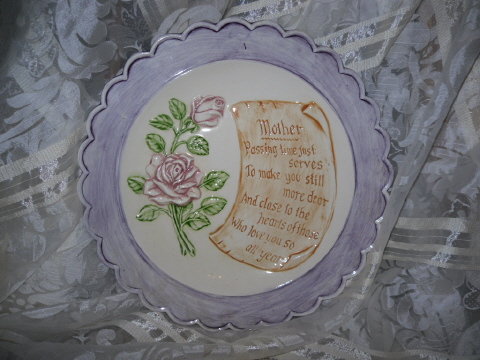 Mother
Passing time just
serves
To make you still
more dear
And close to the
hearts of those
Who love you so
all year